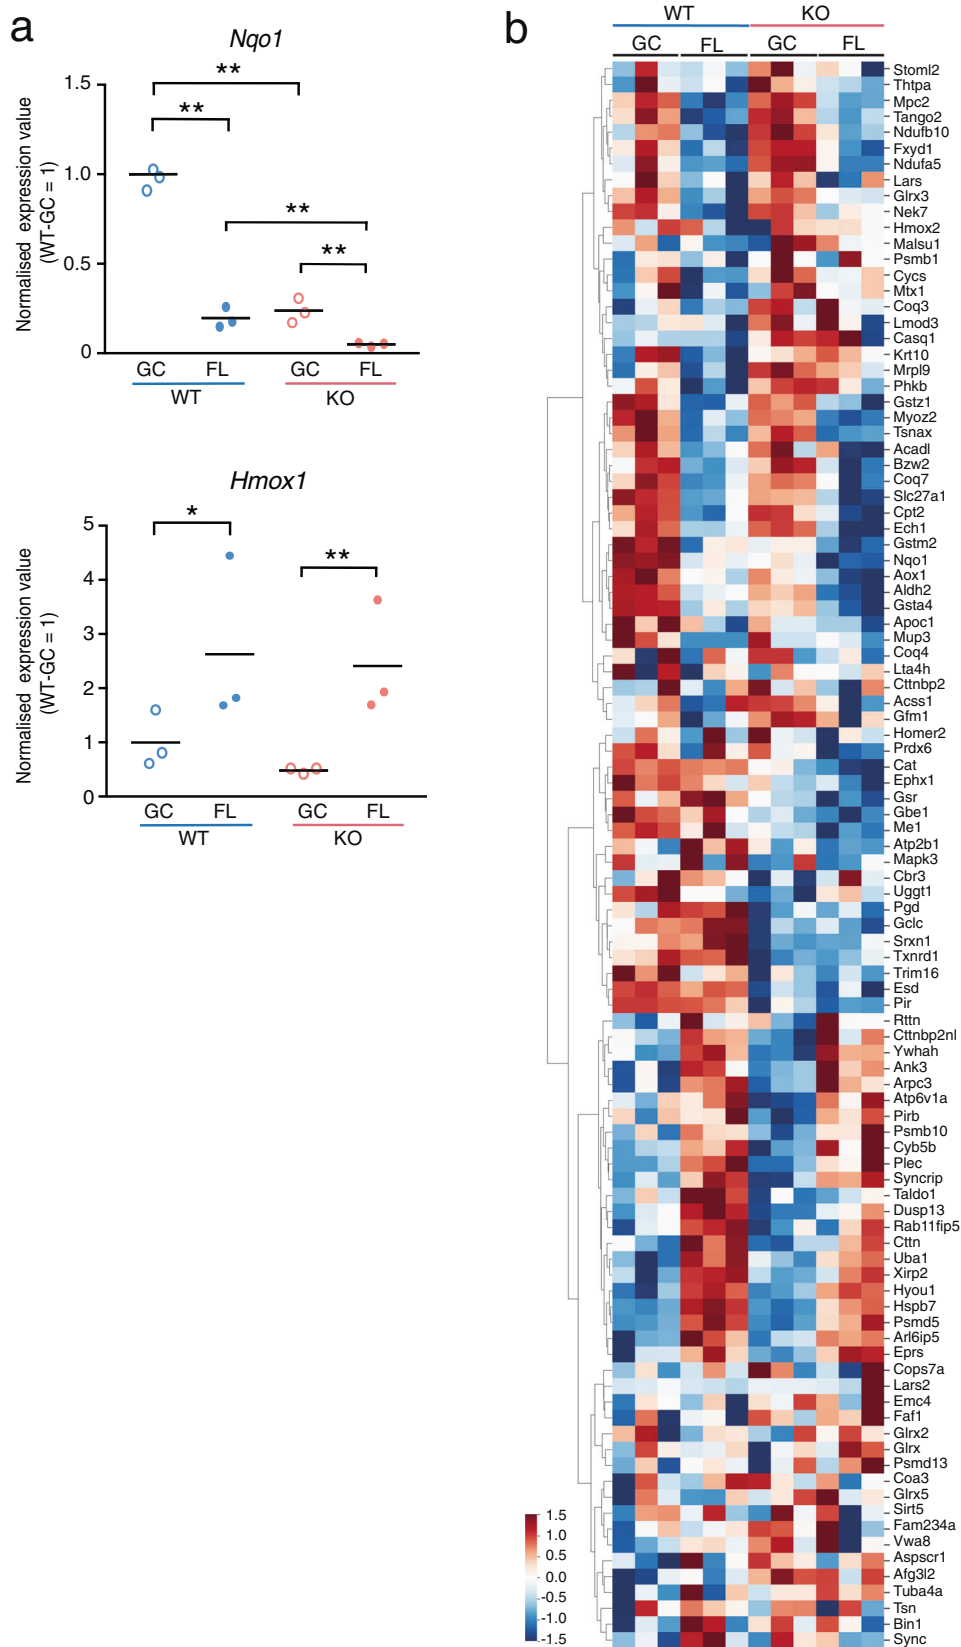 a
Nqo1
Normalised expression value
(WT-GC = 1)
1.5
1.0
0.5
0
**
**
**
**
GC FL GC FL
WT KO
Hmox1
Normalised expression value
(WT-GC = 1)
5
4
3
2
1
0
*
**
GC FL GC FL
WT KO
b
WT KO
GC FL GC FL
Stoml2
Thtpa
Mpc2
Tango2
Ndufb10
Fxyd1
Ndufa5
Lars
Glrx3
Nek7
Hmox2
Malsu1
Psmb1
Cycs
Mtx1
Coq3
Lmod3
Casq1
Krt10
Mrpl9
Phkb
Gstz1
Myoz2
Tsnax
Acadl
Bzw2
Coq7
Slc27a1
Cpt2
Ech1
Gstm2
Nqo1
Aox1
Aldh2
Gsta4
Apoc1
Mup3
Coq4
Lta4h
Cttnbp2
Acss1
Gfm1
Homer2
Prdx6
Cat
Ephx1
Gsr
Gbe1
Me1
Atp2b1
Mapk3
Cbr3
Uggt1
Pgd
Gclc
Srxn1
Txnrd1
Trim16
Esd
Pir
Rttn
Cttnbp2nl
Ywhah
Ank3
Arpc3
Atp6v1a
Pirb
Psmb10
Cyb5b
Plec
Syncrip
Taldo1
Dusp13
Rab11fip5
Cttn
Uba1
Xirp2
Hyou1
Hspb7
Psmd5
Arl6ip5
Eprs
Cops7a
Lars2
Emc4
Faf1
Glrx2
Glrx
Psmd13
Coa3
Glrx5
Sirt5
Fam234a
Vwa8
Aspscr1
Afg3l2
Tuba4a
Tsn
Bin1
Sync
1.5
1.0
0.5
0.0
-0.5
-1.0
-1.5